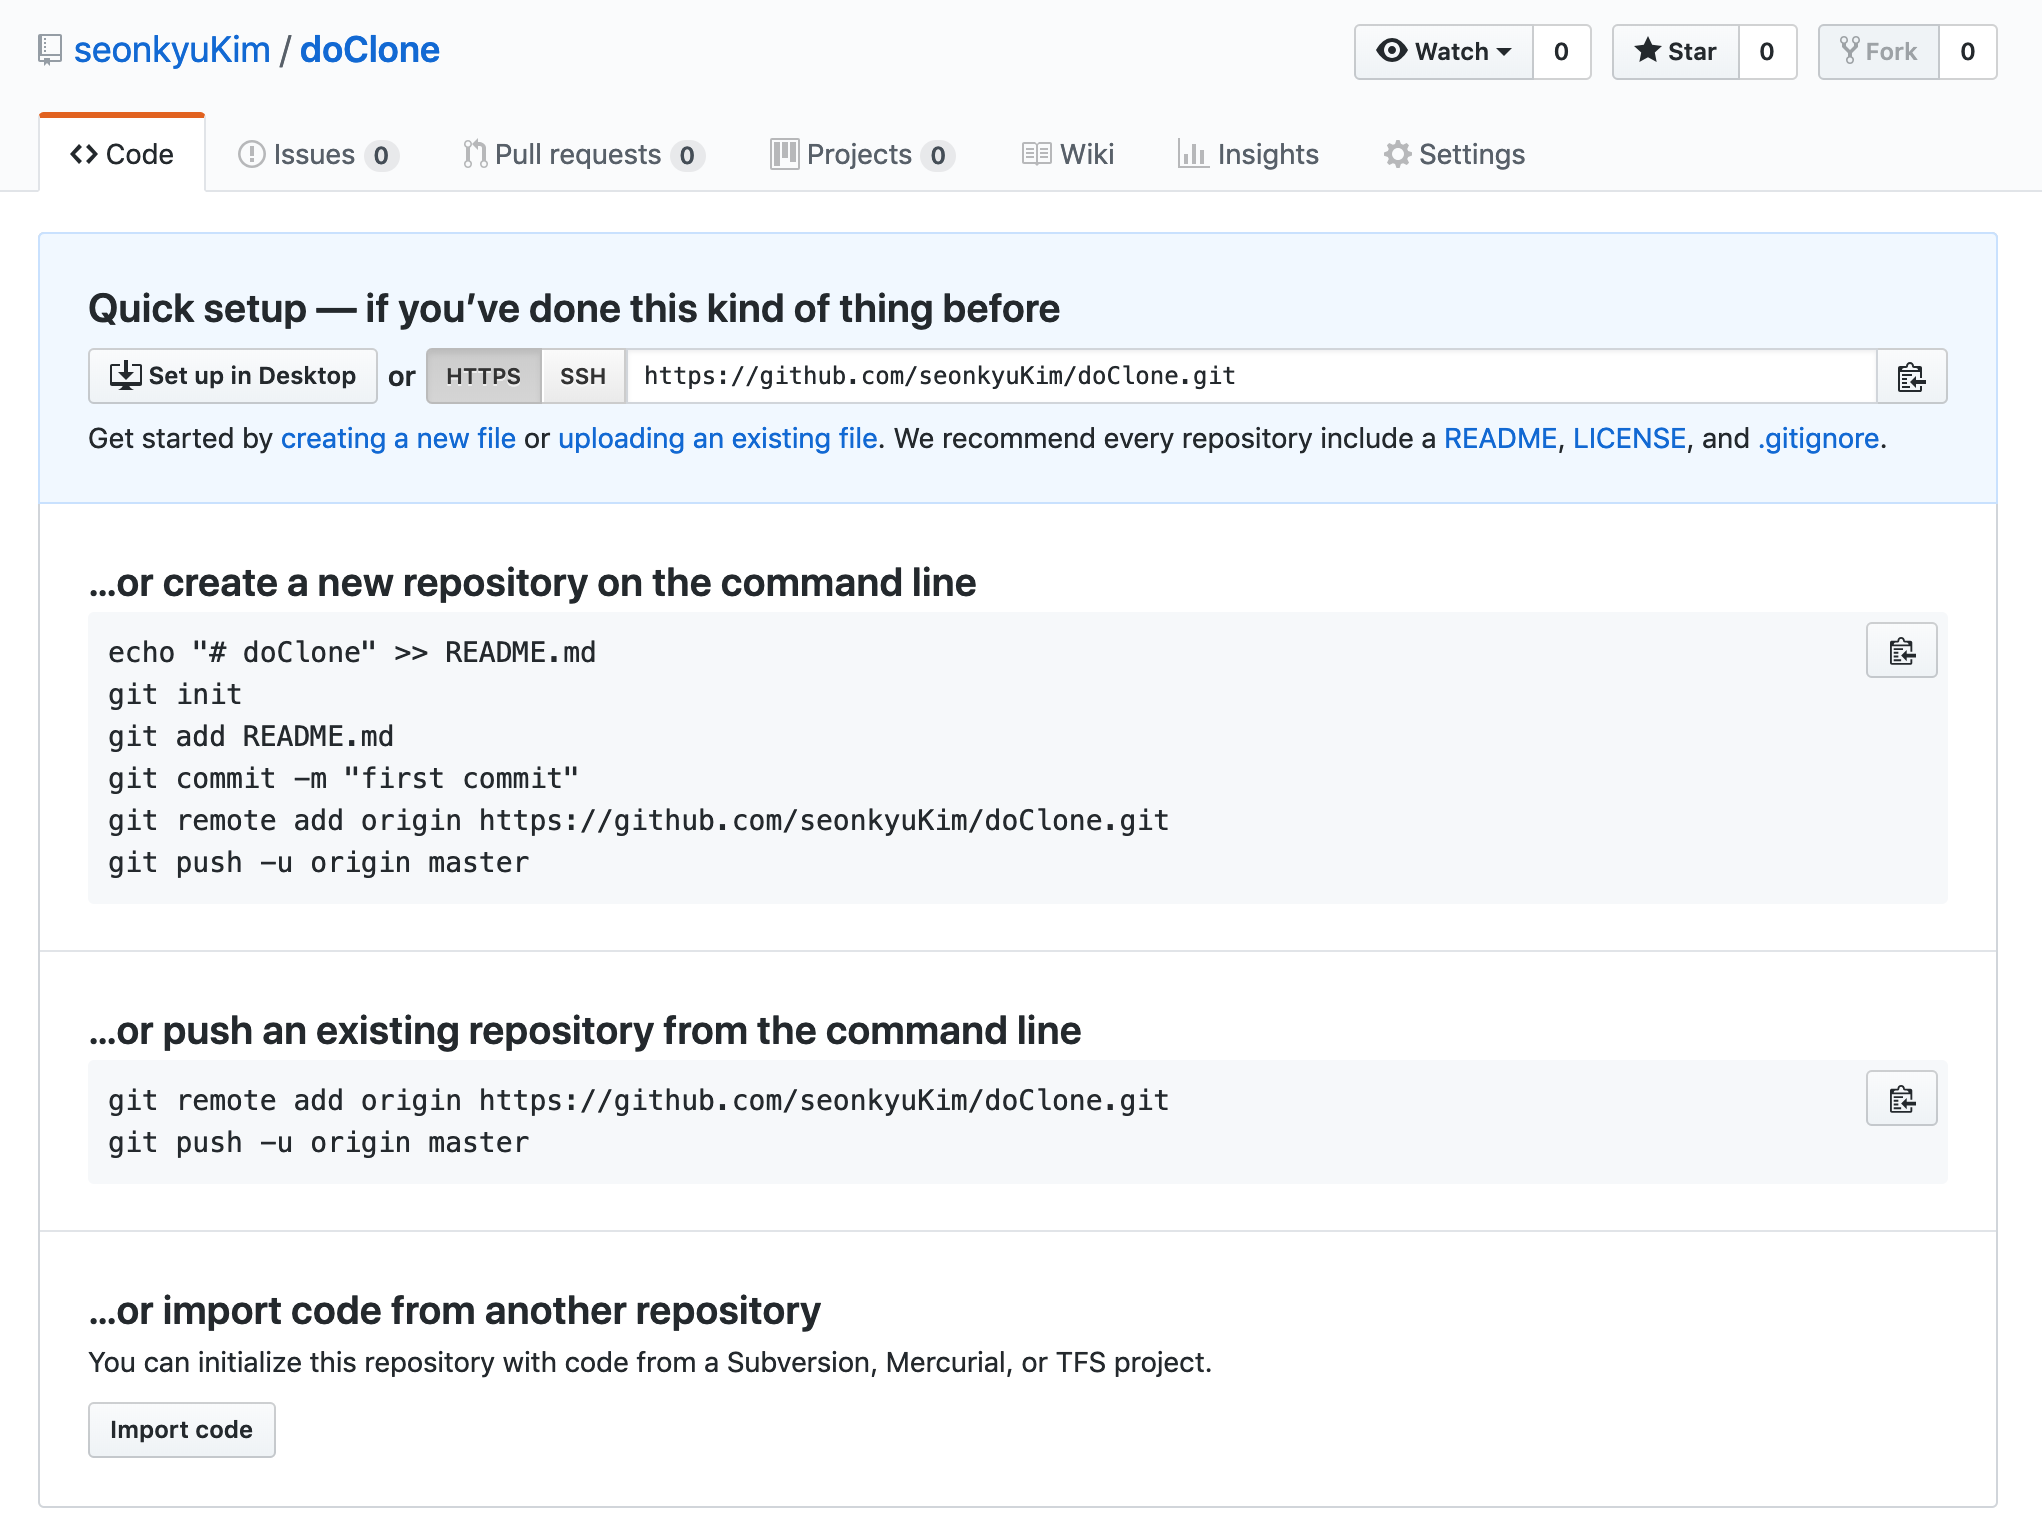 seonkyuKim / doClone
Watch 0 Star 0 Fork 0
Code Issues 0 Pull requests 0 Projects 0 Wiki Insights Settings
Quick setup — if you’ve done this kind of thing before
Set up in Desktop or HTTPS SSH https://github.com/seonkyuKim/doClone.git
Get started by creating a new file or uploading an existing file. We recommend every repository include a README, LICENSE, and .gitignore.
…or create a new repository on the command line
echo "# doClone" >> README.md
git init
git add README.md
git commit -m "first commit"
git remote add origin https://github.com/seonkyuKim/doClone.git
git push -u origin master
…or push an existing repository from the command line
git remote add origin https://github.com/seonkyuKim/doClone.git
git push -u origin master
…or import code from another repository
You can initialize this repository with code from a Subversion, Mercurial, or TFS project.
Import code